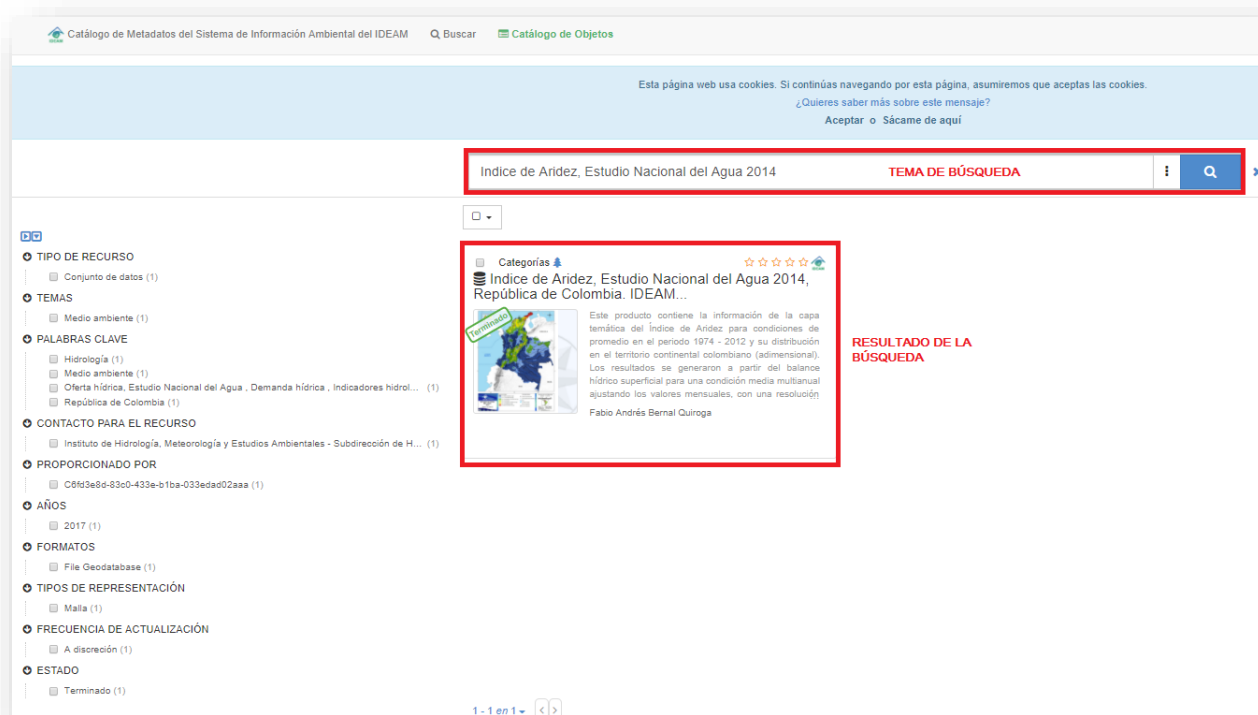 Catálogo de Metadatos del Sistema de Información Ambiental del IDEAM Buscar Catálogo de Objetos
Esta página web usa cookies. Si continúas navegando por esta página, asumiremos que aceptas las cookies.
¿Quieres saber más sobre este mensaje?
Aceptar o Sácame de aquí
Indice de Aridez, Estudio Nacional del Agua 2014 TEMA DE BÚSQUEDA
TIPO DE RECURSO
Conjunto de datos (1)
TEMAS
Medio ambiente (1)
PALABRAS CLAVE
Hidrología (1)
Medio ambiente (1)
Oferta hídrica, Estudio Nacional del Agua , Demanda hídrica , Indicadores hidrol... (1)
República de Colombia (1)
CONTACTO PARA EL RECURSO
Instituto de Hidrología, Meteorología y Estudios Ambientales - Subdirección de H... (1)
PROPORCIONADO POR
C6fd3e8d-83c0-433e-b1ba-033edad02aaa (1)
AÑOS
2017 (1)
FORMATOS
File Geodatabase (1)
TIPOS DE REPRESENTACIÓN
Malla (1)
FRECUENCIA DE ACTUALIZACIÓN
A discreción (1)
ESTADO
Terminado (1)
Categorías
Indice de Aridez, Estudio Nacional del Agua 2014,
República de Colombia. IDEAM...
Terminado
Este producto contiene la información de la capa
temática del Índice de Aridez para condiciones de
promedio en el periodo 1974 - 2012 y su distribución
en el territorio continental colombiano (adimensional).
Los resultados se generaron a partir del balance
hídrico superficial para una condición media multianual
ajustando los valores mensuales, con una resolución
Fabio Andrés Bernal Quiroga
RESULTADO DE LA
BÚSQUEDA
1 - 1 en 1